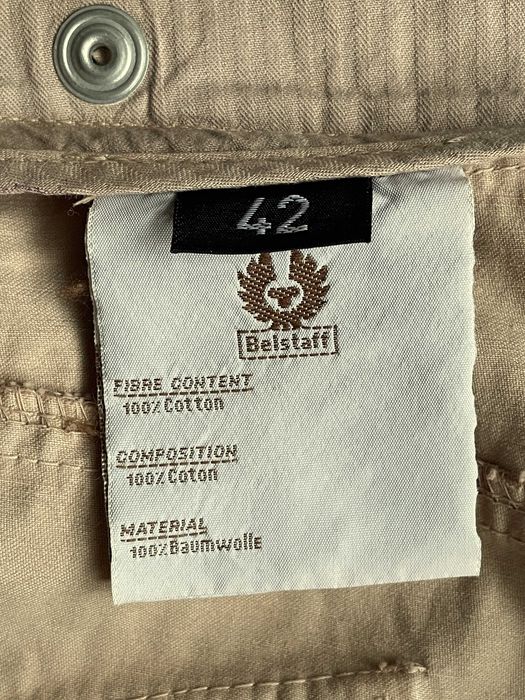 42
Belstaff
FIBRE CONTENT
100% Cotton
COMPOSITION
100% Coton
MATERIAL
100% Baumwolle